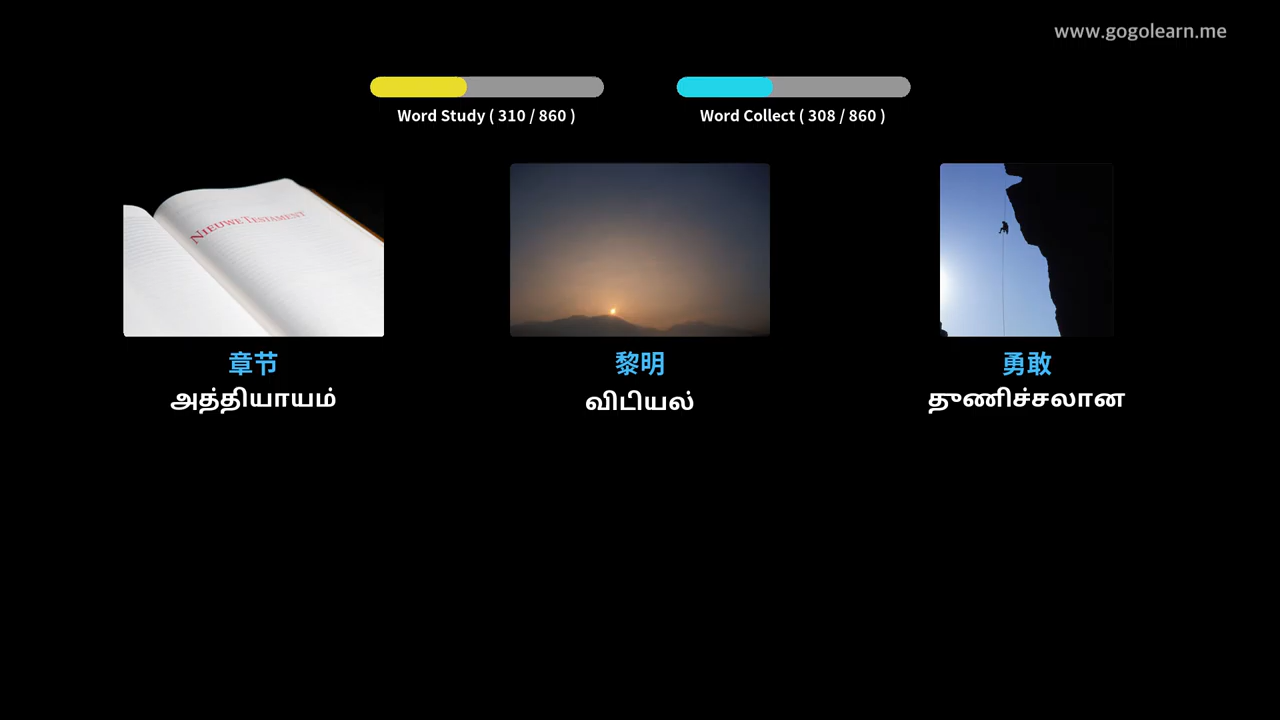 www.gogolearn.me
Word Study ( 310 / 860 )
Word Collect ( 308 / 860 )
NIEUWE TESTAMENT
章节
அத்தியாயம்
黎明
விடியல்
勇敢
துணிச்சலான